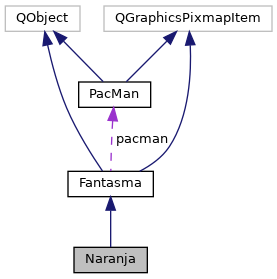 QObject
QGraphicsPixmapItem
PacMan
pacman
Fantasma
Naranja